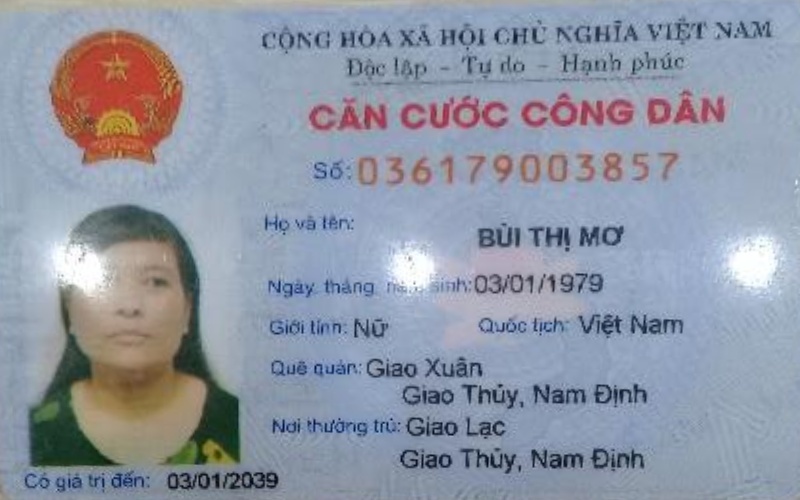 CỘNG HÒA XÃ HỘI CHỦ NGHĨA VIỆT NAM
Độc lập - Tự do - Hạnh phúc
CĂN CƯỚC CÔNG DÂN
Số: 036179003857
Họ và tên:
BÙI THỊ MƠ
Ngày, tháng, năm sinh: 03/01/1979
Giới tính: Nữ Quốc tịch: Việt Nam
Quê quán: Giao Xuân
Giao Thủy, Nam Định
Nơi thường trú: Giao Lạc
Giao Thủy, Nam Định
Có giá trị đến: 03/01/2039